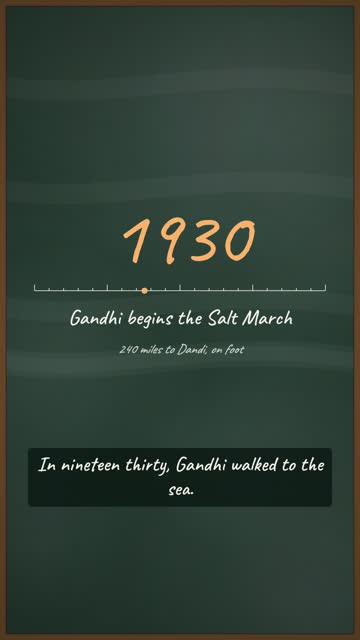 1930
Gandhi begins the Salt March
240 miles to Dandi, on foot
In nineteen thirty, Gandhi walked to the
sea.